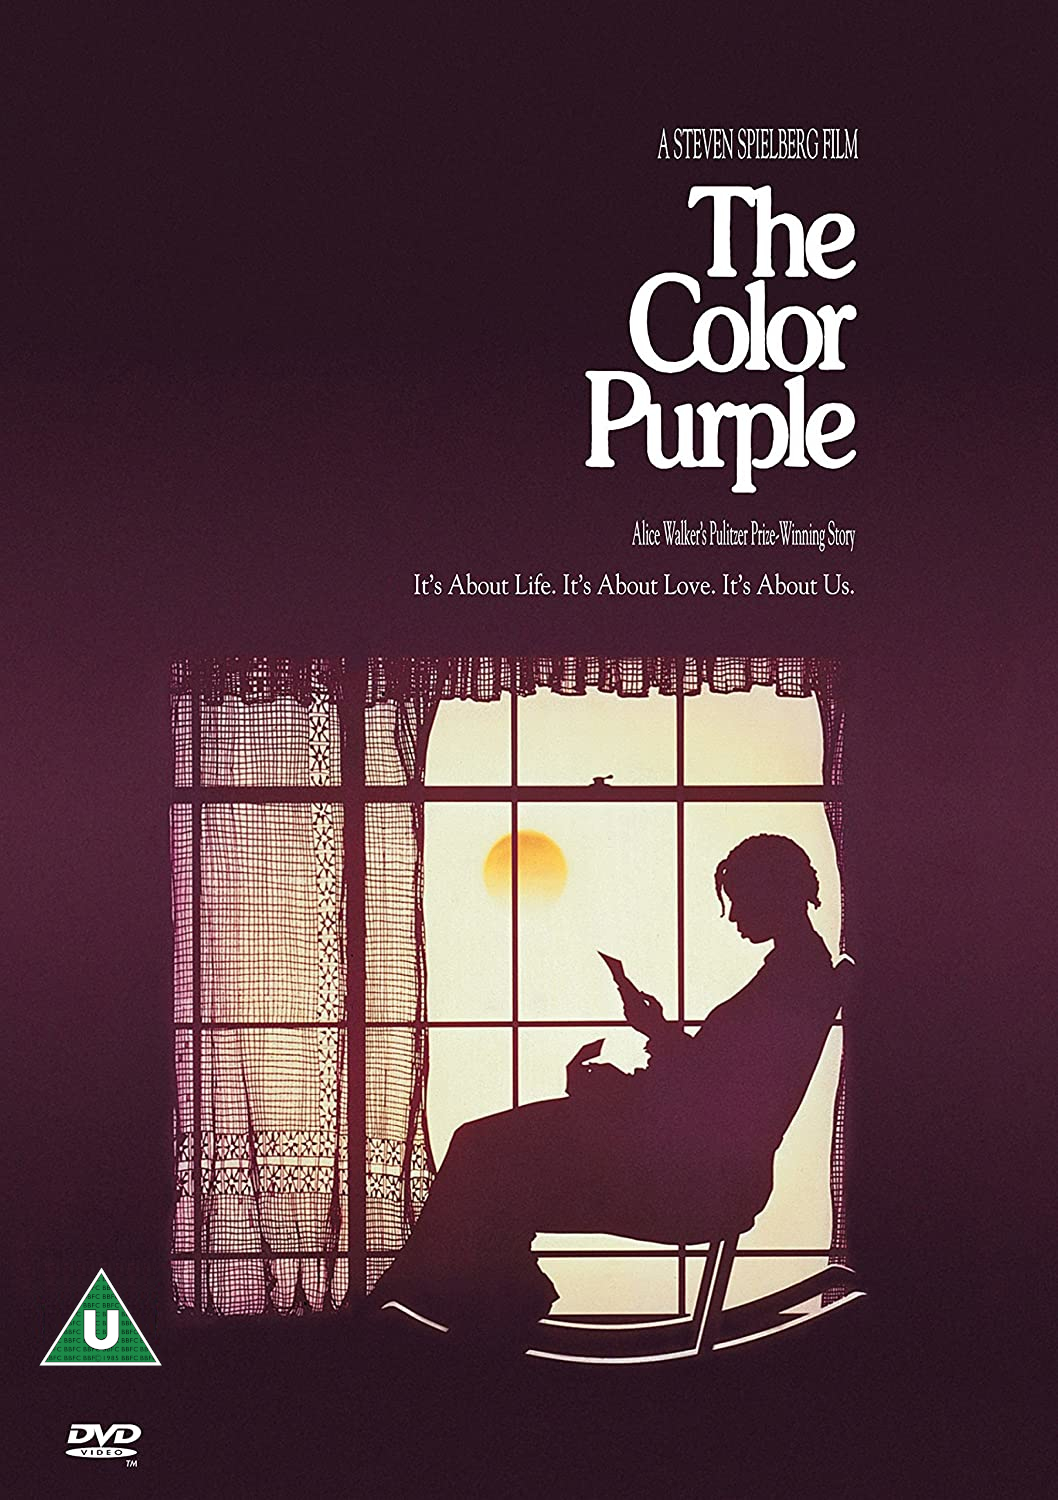 A STEVEN SPIELBERG FILM
The
Color
Purple
Alice Walker's Pulitzer Prize-Winning Story
It's About Life. It's About Love. It's About Us.
U
DVD
VIDEO
TM